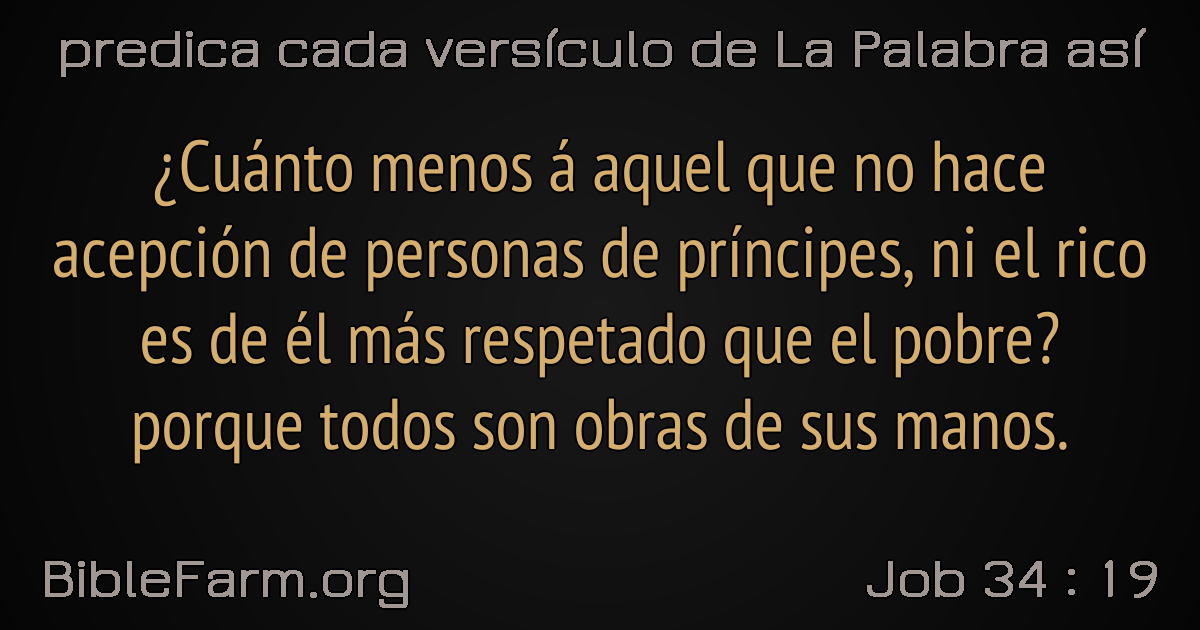 predica cada versículo de La Palabra así
¿Cuánto menos á aquel que no hace
acepción de personas de príncipes, ni el rico
es de él más respetado que el pobre?
porque todos son obras de sus manos.
BibleFarm.org
Job 34 : 19